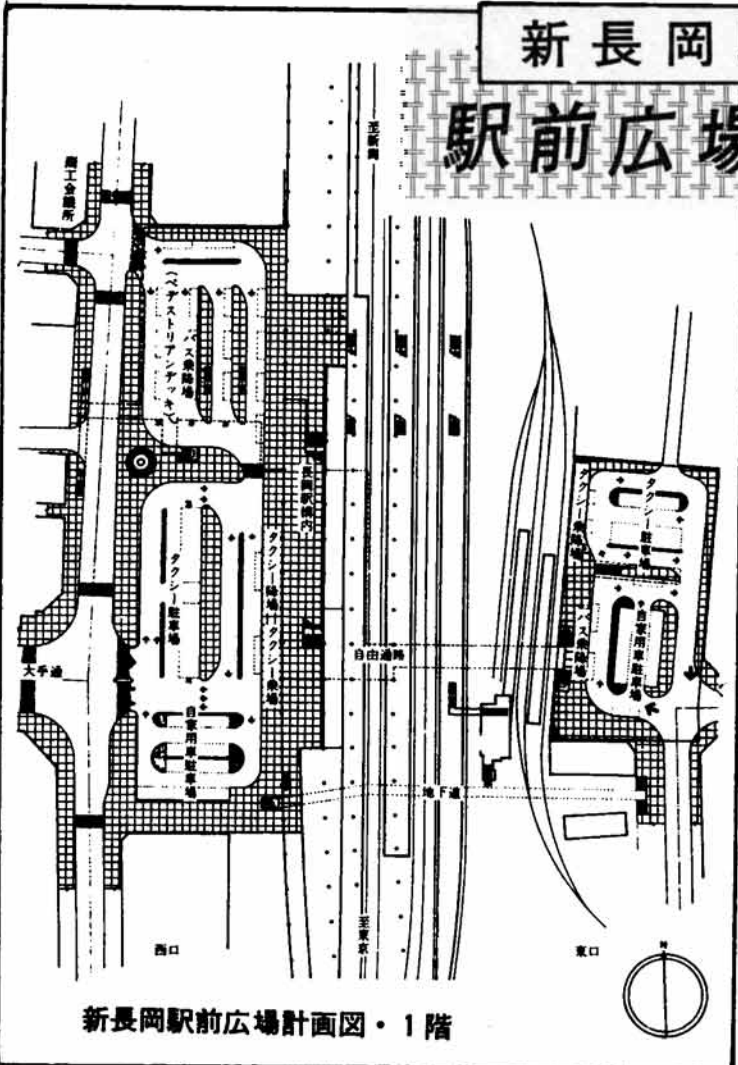 新長岡
駅前広場
至新潟
商工会議所
(ペデストリアンデッキ)
バス乗降場
長岡駅構内
タクシー駐車場
タクシー降場
タクシー乗場
大手通
自家用車駐車場
自由通路
タクシー乗降場
タクシー駐車場
バス乗降場
自家用車駐車場
地下道
至東京
西口
東口
N
新長岡駅前広場計画図・1階